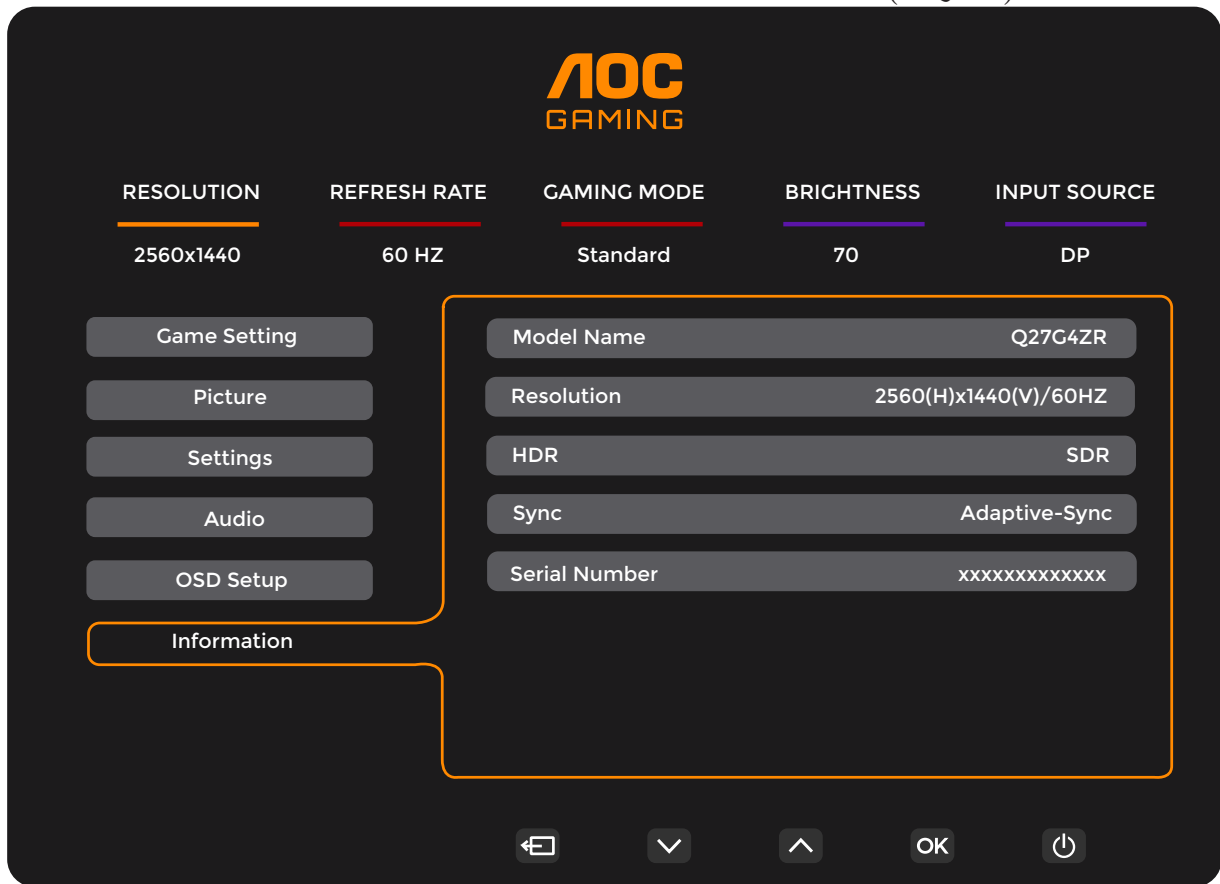 AOC
GAMING
RESOLUTION REFRESH RATE GAMING MODE BRIGHTNESS INPUT SOURCE
2560x1440 60 HZ Standard 70 DP
Game Setting
Picture
Settings
Audio
OSD Setup
Information
Model Name Q27G4ZR
Resolution 2560(H)x1440(V)/60HZ
HDR SDR
Sync Adaptive-Sync
Serial Number xxxxxxxxxxxxx
OK